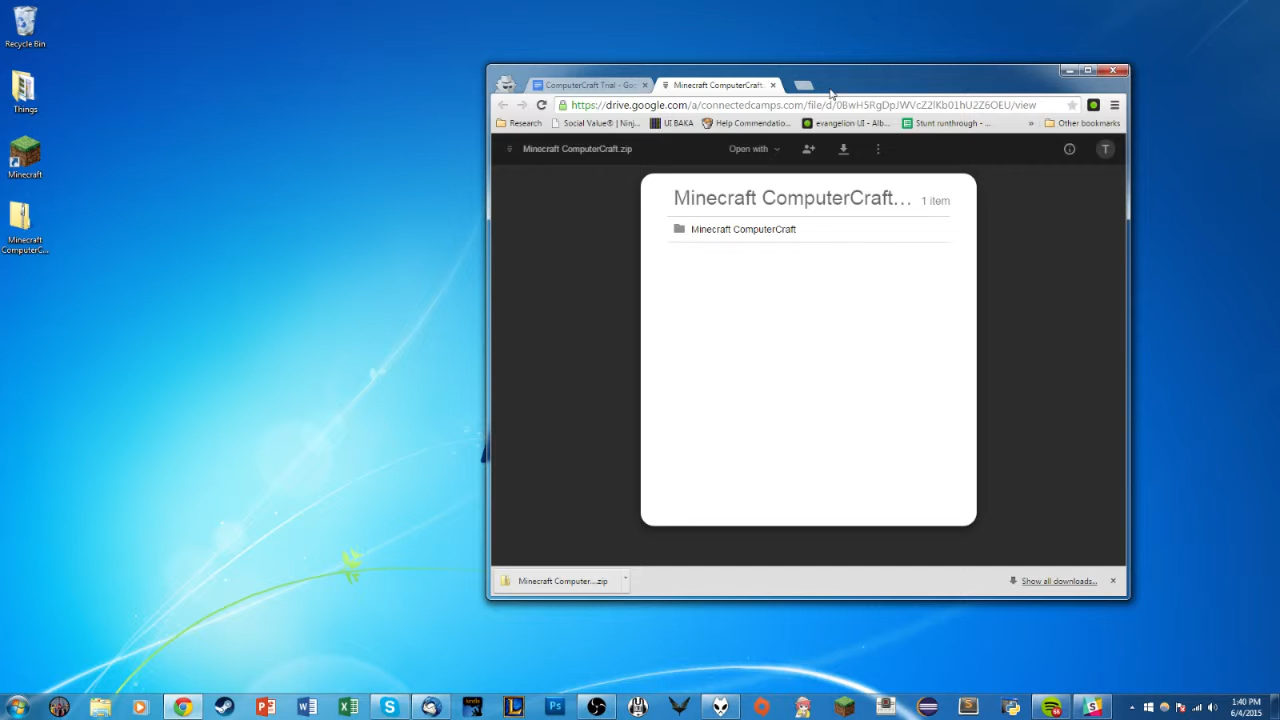 Recycle Bin
Things
Minecraft
Minecraft
ComputerC...
ComputerCraft Trial - Goo
Minecraft ComputerCraft.
https://drive.google.com/a/connectedcamps.com/file/d/0BwH5RgDpJWVcZ2lKb01hU2Z6OEU/view
Research
Social Value® | Ninj...
UI BAKA
Help Commendatio...
evangelion UI - Alb...
Stunt runthrough - ...
»
Other bookmarks
Minecraft ComputerCraft.zip
Open with
T
Minecraft ComputerCraft... 1 item
Minecraft ComputerCraft
Minecraft Computer....zip
Show all downloads...
1:40 PM
6/4/2015